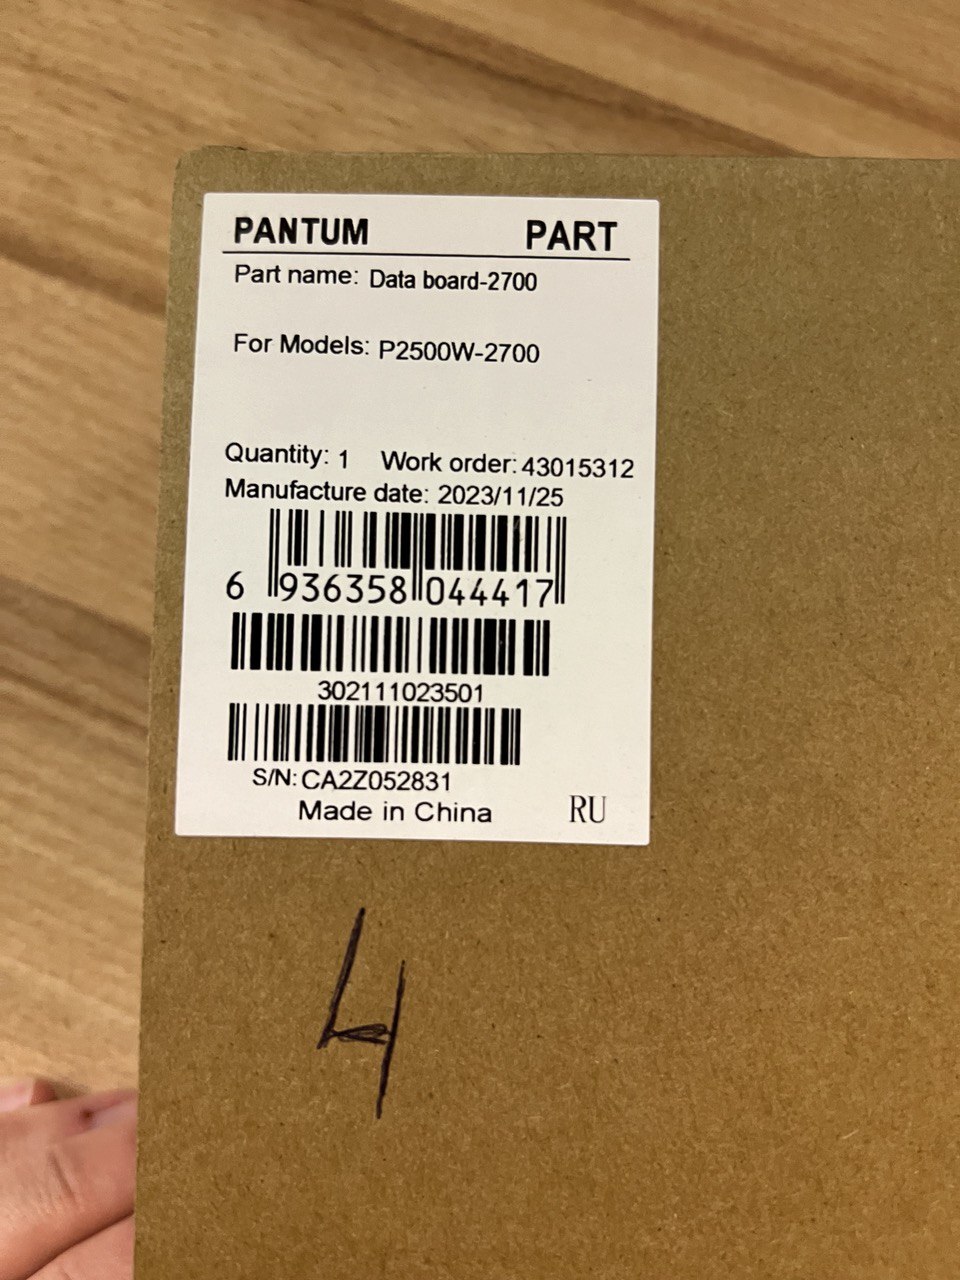 PANTUM PART
Part name: Data board-2700
For Models: P2500W-2700
Quantity: 1 Work order: 43015312
Manufacture date: 2023/11/25
6 936358 044417
302111023501
S/N: CA2Z052831
Made in China RU
4